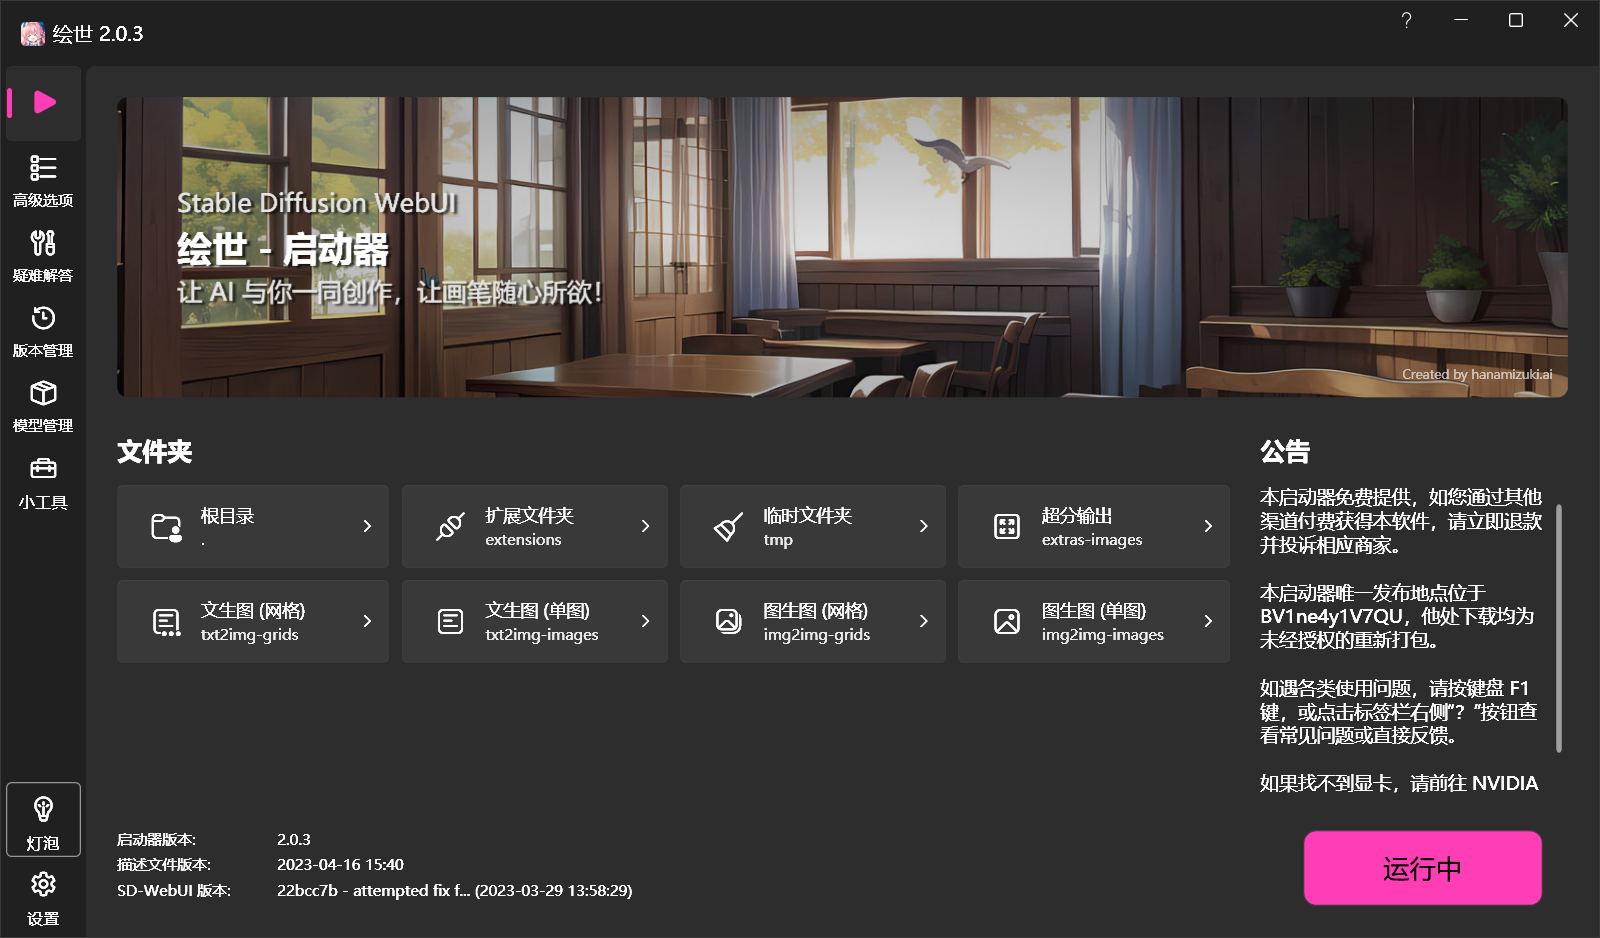 绘世 2.0.3
高级选项
疑难解答
版本管理
模型管理
小工具
灯泡
设置
Stable Diffusion WebUI
绘世 - 启动器
让 AI 与你一同创作，让画笔随心所欲！
Created by hanamizuki.ai
文件夹
根目录
.
扩展文件夹
extensions
临时文件夹
tmp
超分输出
extras-images
文生图 (网格)
txt2img-grids
文生图 (单图)
txt2img-images
图生图 (网格)
img2img-grids
图生图 (单图)
img2img-images
公告
本启动器免费提供，如您通过其他
渠道付费获得本软件，请立即退款
并投诉相应商家。
本启动器唯一发布地点位于
BV1ne4y1V7QU，他处下载均为
未经授权的重新打包。
如遇各类使用问题，请按键盘 F1
键，或点击标签栏右侧“？”按钮查
看常见问题或直接反馈。
如果找不到显卡，请前往 NVIDIA
启动器版本: 2.0.3
描述文件版本: 2023-04-16 15:40
SD-WebUI 版本: 22bcc7b - attempted fix f... (2023-03-29 13:58:29)
运行中